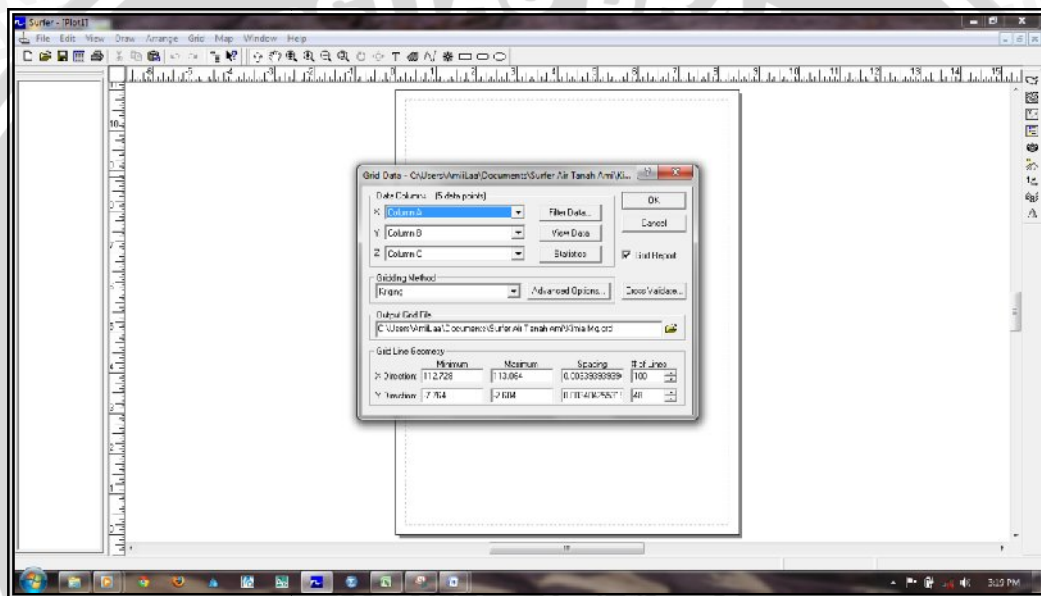 Surfer - [Plot1]
File Edit View Draw Arrange Grid Map Window Help
Grid Data - C:\Users\AmiiLaa\Documents\Surfer Air Tanah Ami\Ki...
Data Columns (5 data points)
X: Column A
Filter Data...
OK
Y: Column B
View Data
Cancel
Z: Column C
Statistics
Grid Report
Gridding Method
Kriging
Advanced Options...
Cross Validate...
Output Grid File
C:\Users\AmiiLaa\Documents\Surfer Air Tanah Ami\Kimia Mg.grd
Grid Line Geometry
Minimum Maximum Spacing # of Lines
X Direction: 112.728 113.064 100
Y Direction: -7.764 48
3:19 PM